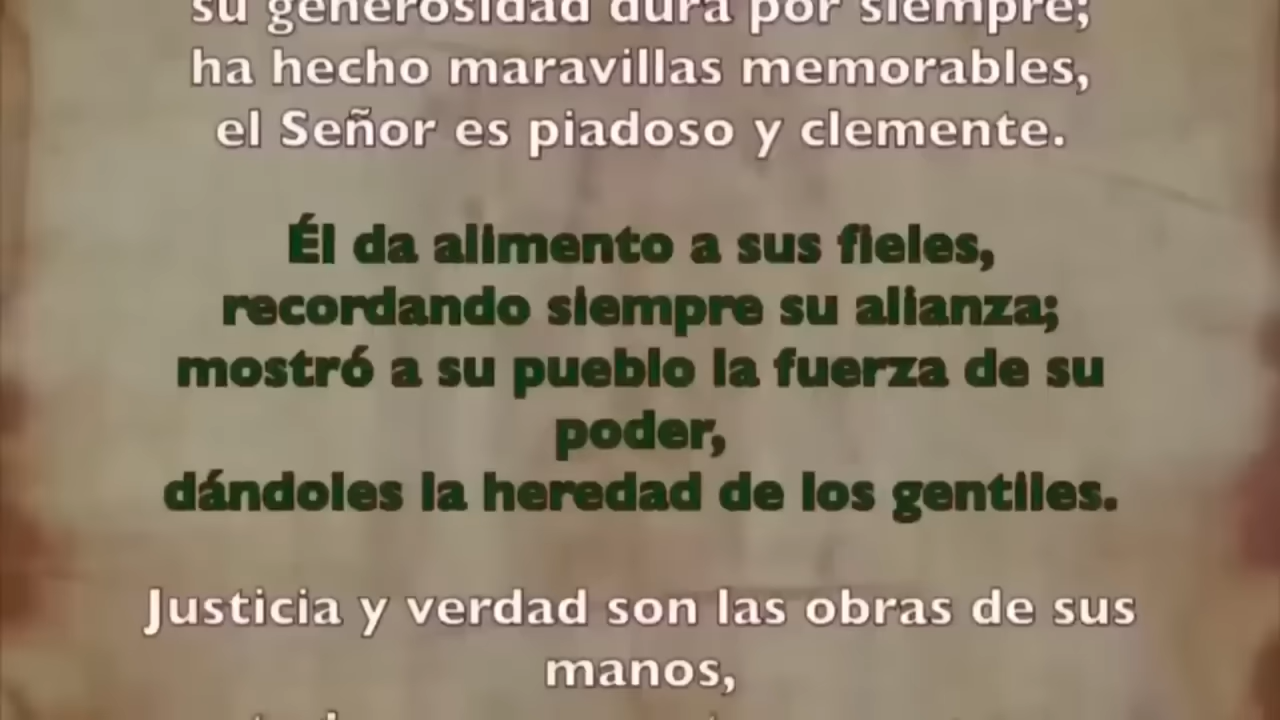 su generosidad dura por siempre;
ha hecho maravillas memorables,
el Señor es piadoso y clemente.
Él da alimento a sus fieles,
recordando siempre su alianza;
mostró a su pueblo la fuerza de su
poder,
dándoles la heredad de los gentiles.
Justicia y verdad son las obras de sus
manos,